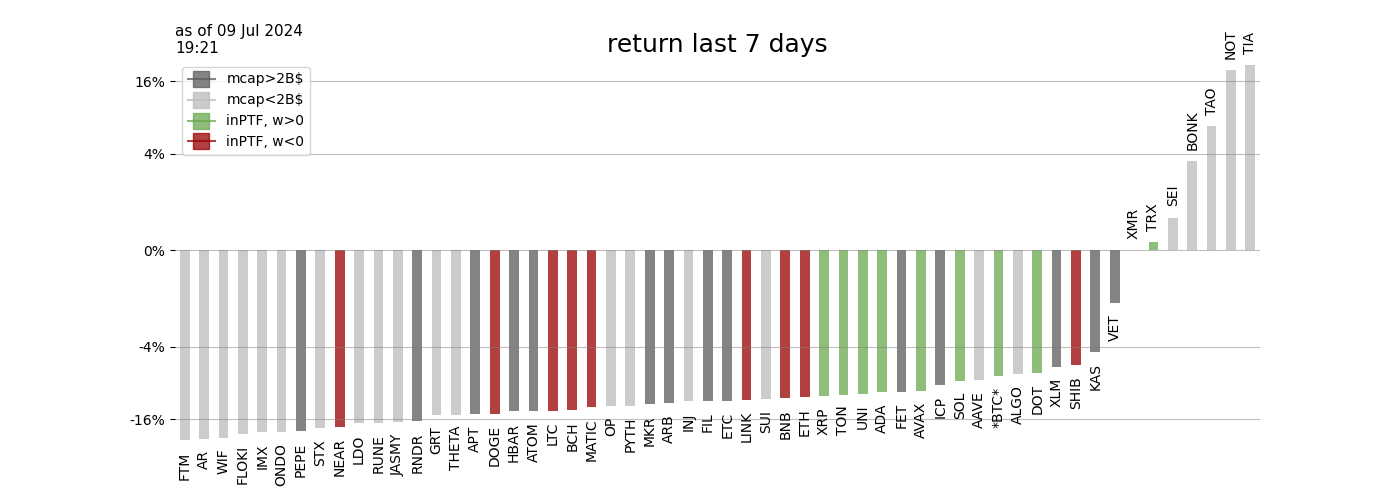 as of 09 Jul 2024
19:21
return last 7 days
mcap>2B$
mcap<2B$
inPTF, w>0
inPTF, w<0
16%
4%
0%
-4%
-16%
FTM
AR
WIF
FLOKI
IMX
ONDO
PEPE
STX
NEAR
LDO
RUNE
JASMY
RNDR
GRT
THETA
APT
DOGE
HBAR
ATOM
LTC
BCH
MATIC
OP
PYTH
MKR
ARB
INJ
FIL
ETC
LINK
SUI
BNB
ETH
XRP
TON
UNI
ADA
FET
AVAX
ICP
SOL
AAVE
*BTC*
ALGO
DOT
XLM
SHIB
KAS
VET
XMR
TRX
SEI
BONK
TAO
NOT
TIA